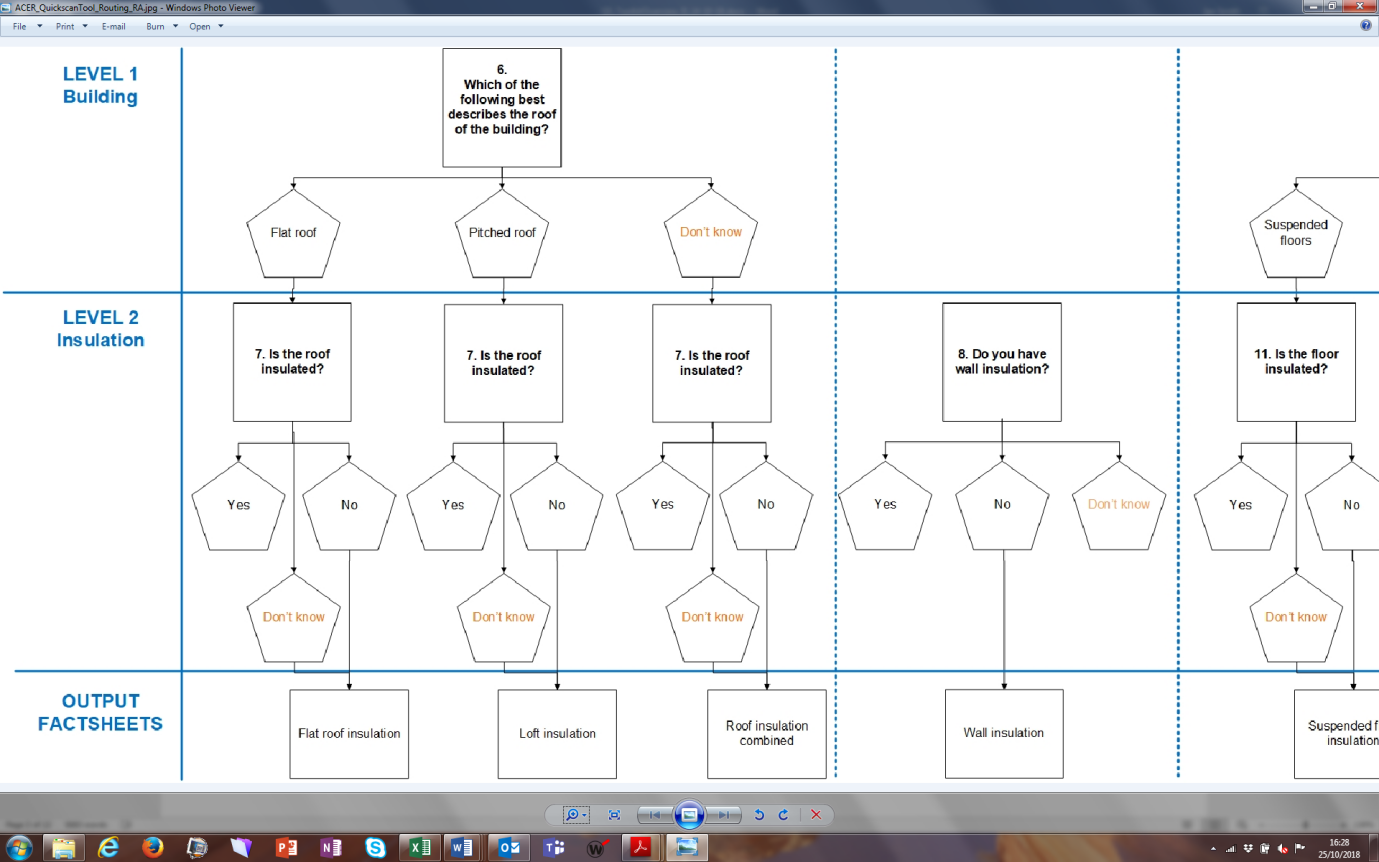 ACER_QuickscanTool_Routing_RA.jpg - Windows Photo Viewer
File Print E-mail Burn Open
LEVEL 1
Building
6.
Which of the
following best
describes the roof
of the building?
Flat roof
Pitched roof
Don't know
Suspended
floors
LEVEL 2
Insulation
7. Is the roof
insulated?
7. Is the roof
insulated?
7. Is the roof
insulated?
8. Do you have
wall insulation?
11. Is the floor
insulated?
Yes
No
Yes
No
Yes
No
Yes
No
Don't know
Yes
No
Don't know
Don't know
Don't know
Don't know
OUTPUT
FACTSHEETS
Flat roof insulation
Loft insulation
Roof insulation
combined
Wall insulation
Suspended f
insulation
16:28
25/10/2018